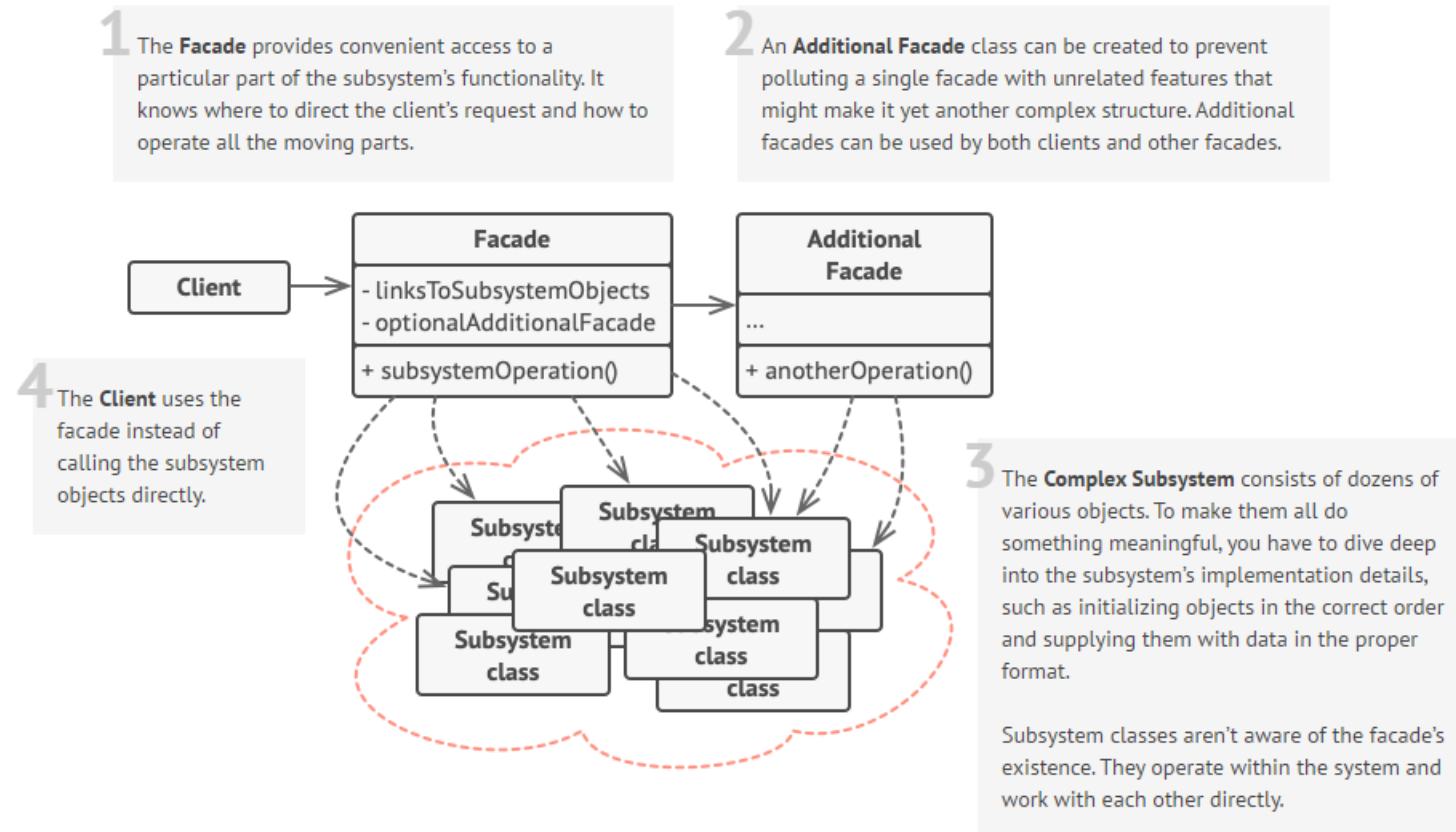 1
The Facade provides convenient access to a
particular part of the subsystem's functionality. It
knows where to direct the client's request and how to
operate all the moving parts.
2
An Additional Facade class can be created to prevent
polluting a single facade with unrelated features that
might make it yet another complex structure. Additional
facades can be used by both clients and other facades.
Client
Facade
- linksToSubsystemObjects
- optionalAdditionalFacade
+ subsystemOperation()
Additional
Facade
...
+ anotherOperation()
4
The Client uses the
facade instead of
calling the subsystem
objects directly.
Subsystem
class
Subsystem
class
Subsystem
class
class
class
3
The Complex Subsystem consists of dozens of
various objects. To make them all do
something meaningful, you have to dive deep
into the subsystem's implementation details,
such as initializing objects in the correct order
and supplying them with data in the proper
format.
Subsystem classes aren't aware of the facade's
existence. They operate within the system and
work with each other directly.